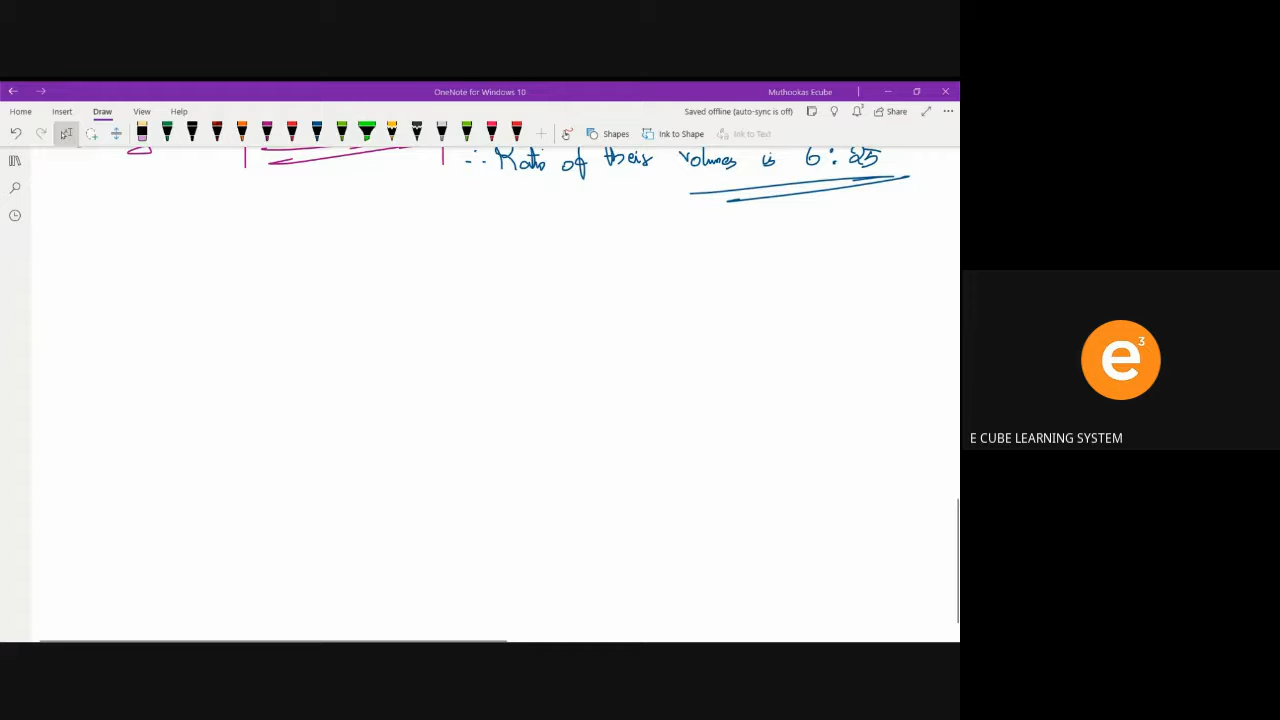 OneNote for Windows 10
Muthookas Ecube
Home Insert Draw View Help
Saved offline (auto-sync is off)
Share
Shapes
Ink to Shape
Ink to Text
∴ Ratio of their volumes is 6 : 25
e³
E CUBE LEARNING SYSTEM